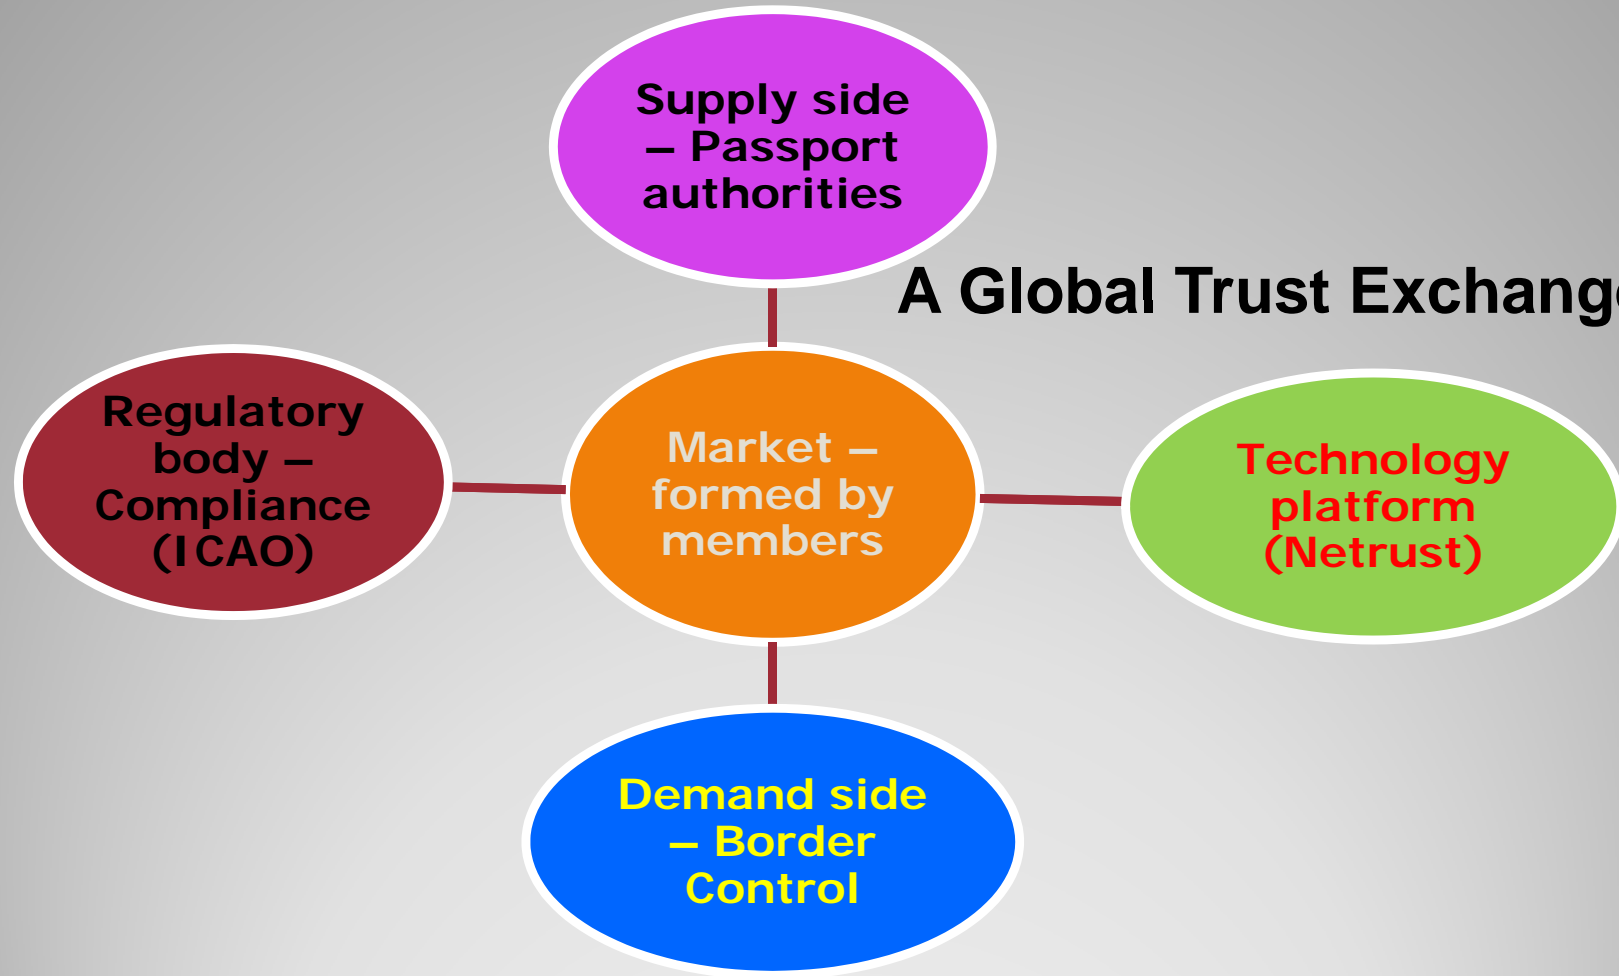 Supply side
– Passport
authorities
A Global Trust Exchange
Regulatory
body –
Compliance
(ICAO)
Market –
formed by
members
Technology
platform
(Netrust)
Demand side
– Border
Control